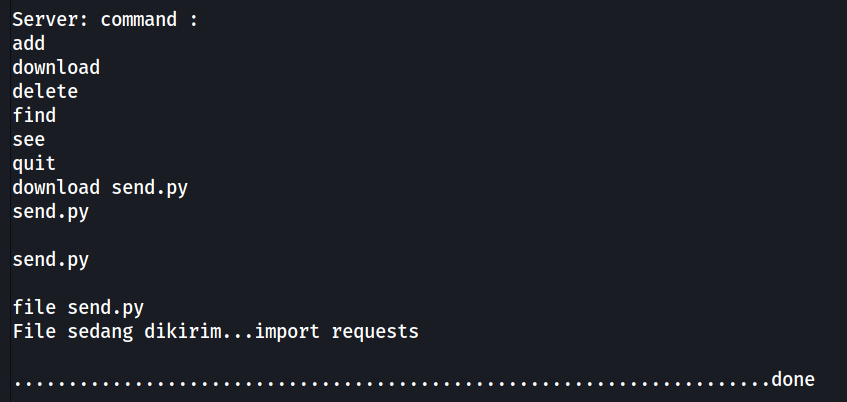 Server: command :
add
download
delete
find
see
quit
download send.py
send.py
send.py
file send.py
File sedang dikirim...import requests
.....................................................................done